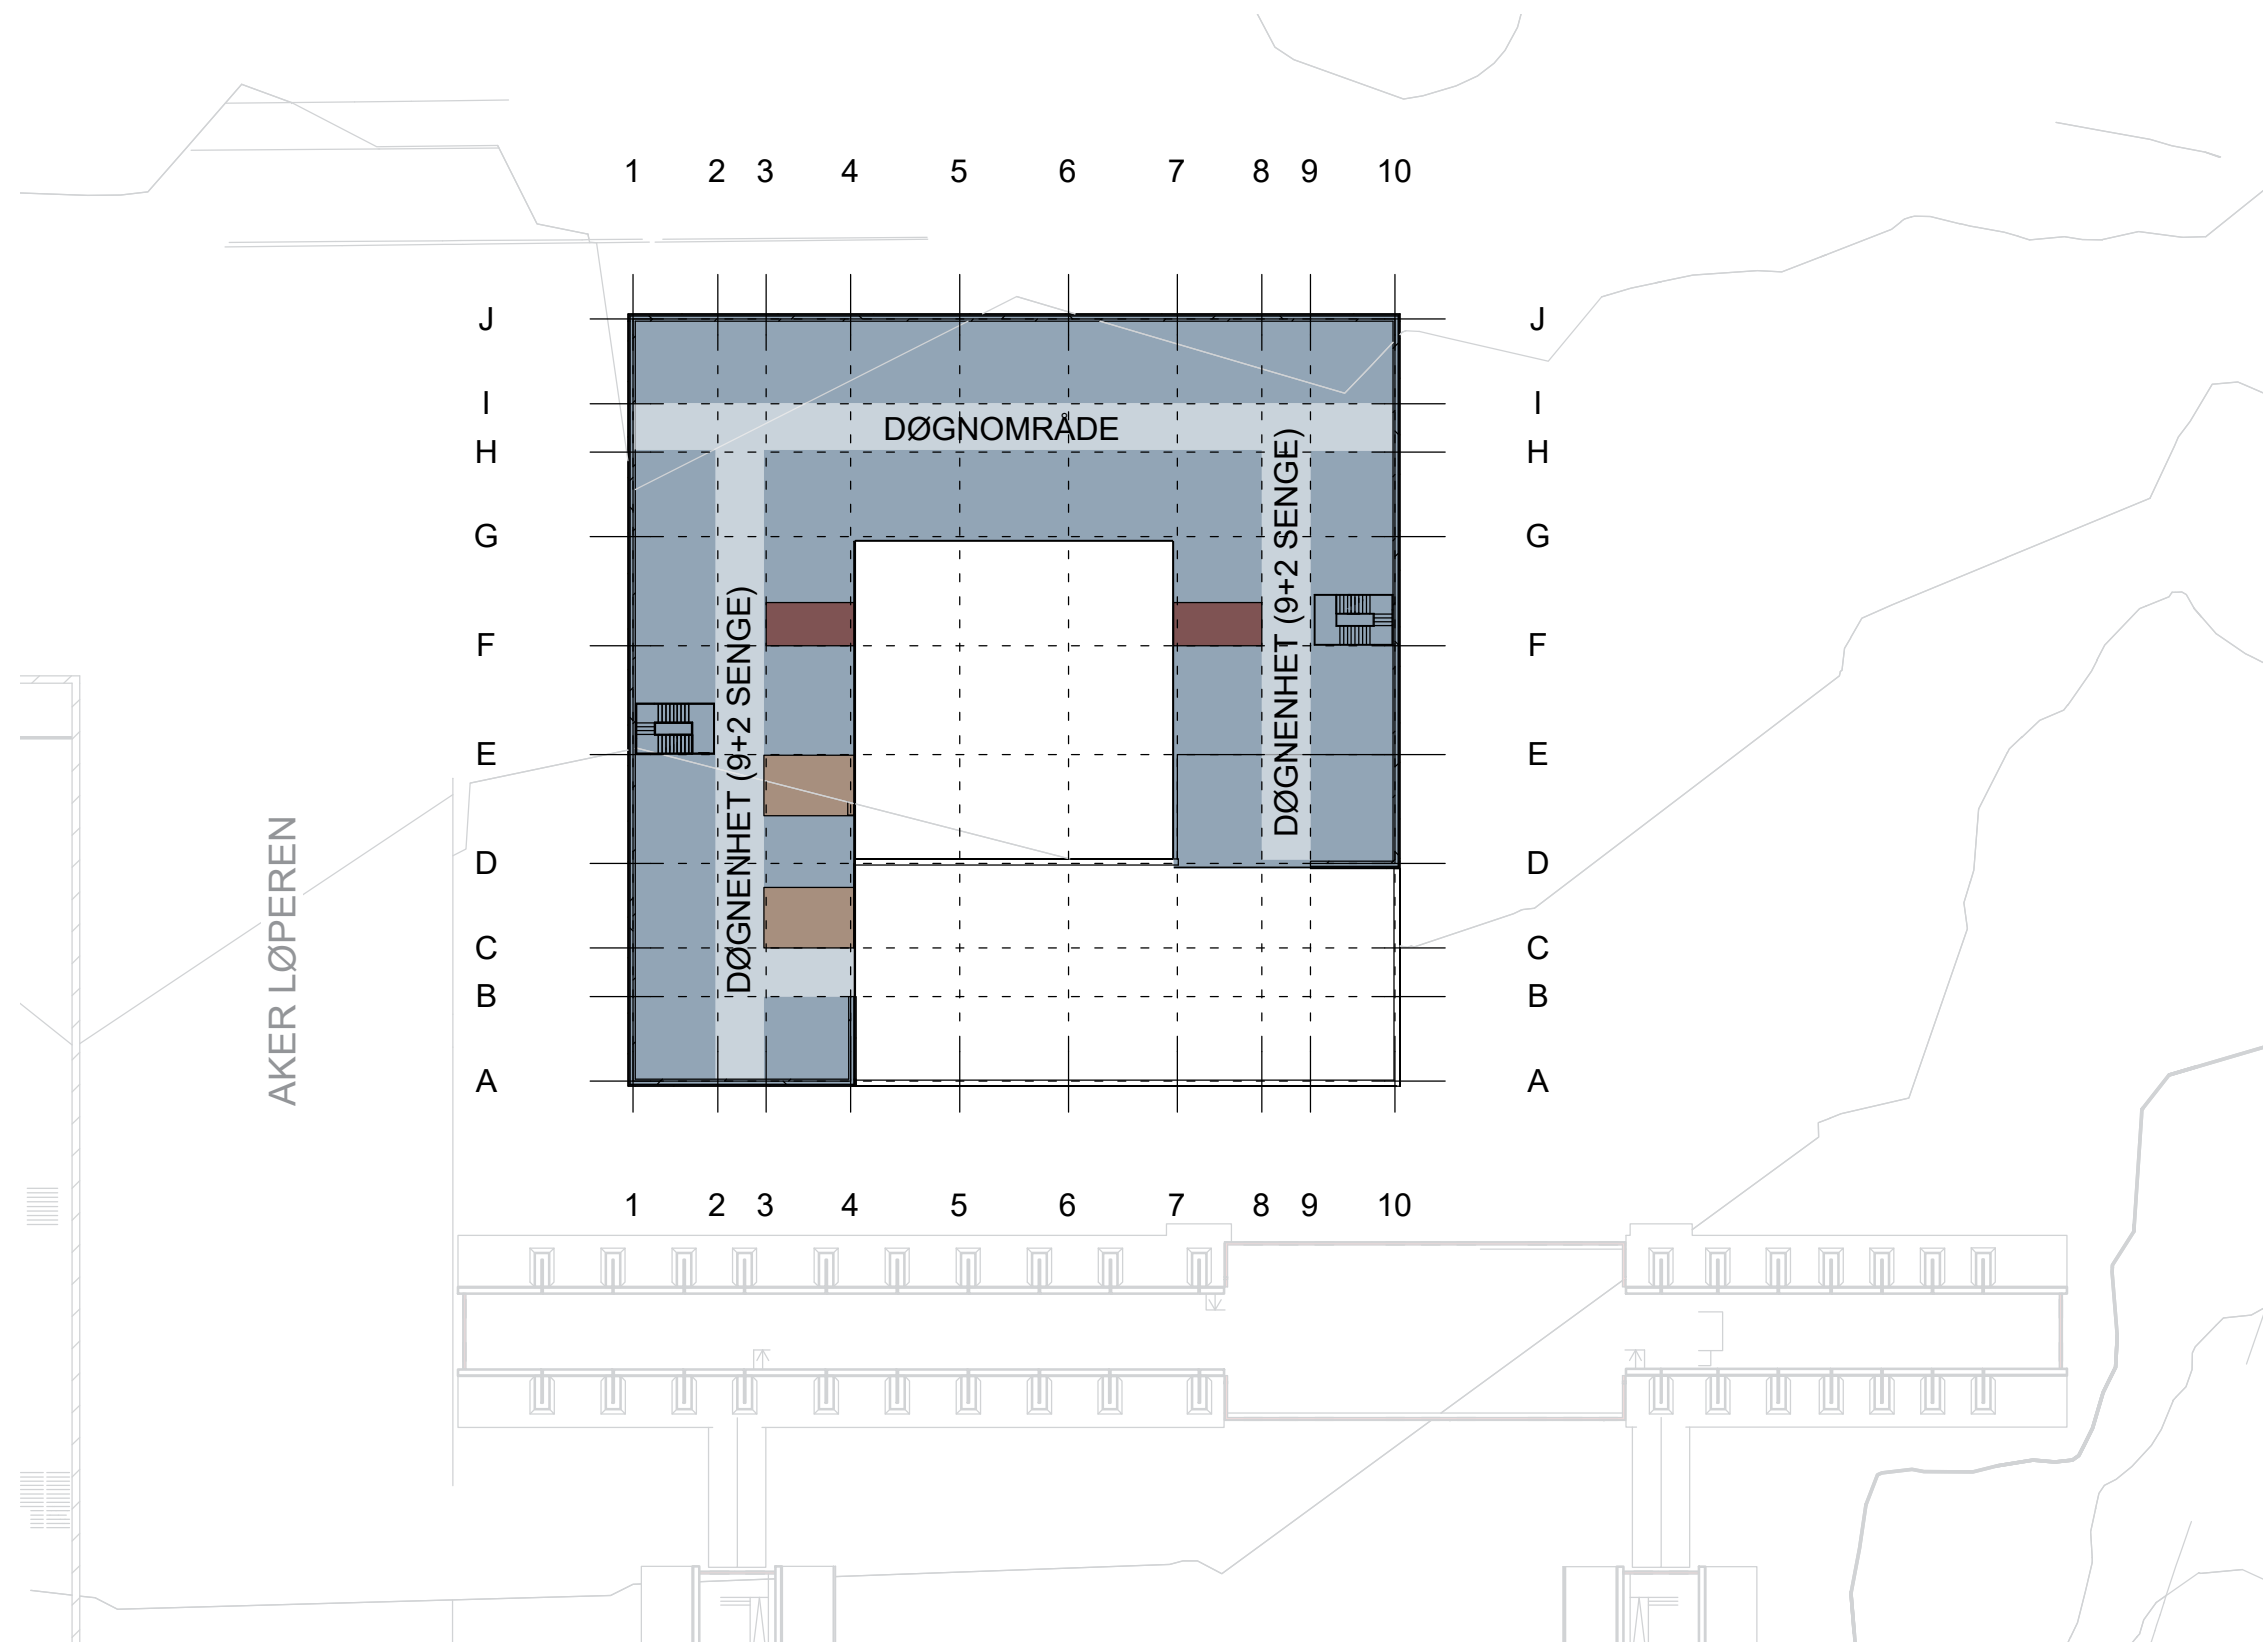 1 2 3 4 5 6 7 8 9 10
J J
I I
DØGNOMRÅDE
H H
G G
F F
E E
D D
C C
B B
A A
DØGNENHET (9+2 SENGE)
DØGNENHET (9+2 SENGE)
AKER LØPEREN
1 2 3 4 5 6 7 8 9 10